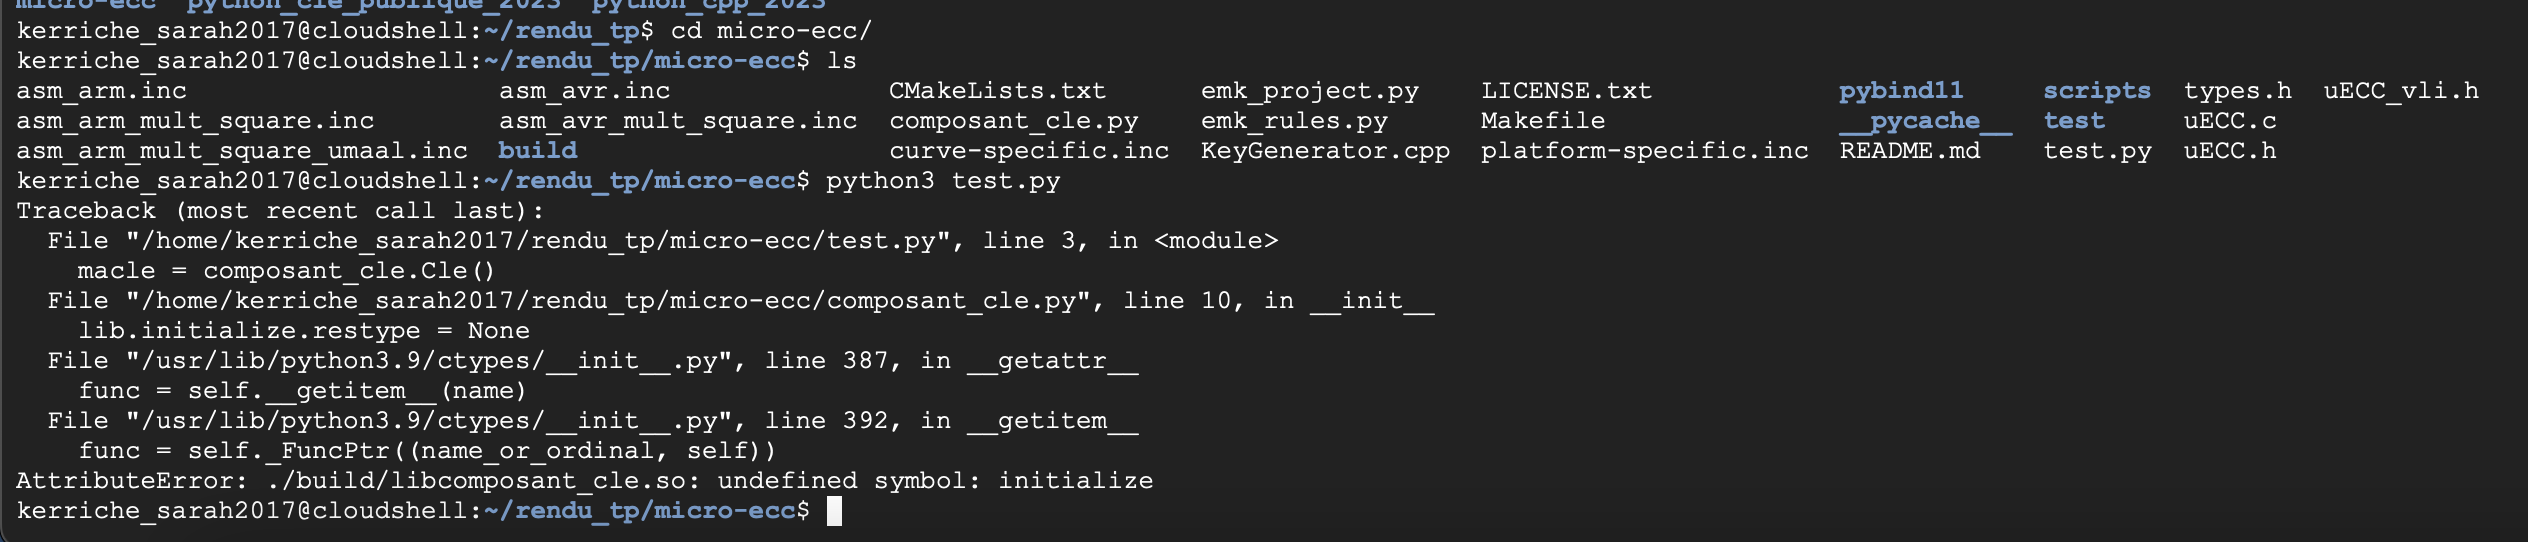 micro-ecc  python_cle_publique_2023  python_cpp_2023
kerriche_sarah2017@cloudshell:~/rendu_tp$ cd micro-ecc/
kerriche_sarah2017@cloudshell:~/rendu_tp/micro-ecc$ ls
asm_arm.inc                    asm_avr.inc              CMakeLists.txt      emk_project.py    LICENSE.txt            pybind11     scripts  types.h  uECC_vli.h
asm_arm_mult_square.inc        asm_avr_mult_square.inc  composant_cle.py    emk_rules.py      Makefile               __pycache__  test     uECC.c
asm_arm_mult_square_umaal.inc  build                    curve-specific.inc  KeyGenerator.cpp  platform-specific.inc  README.md    test.py  uECC.h
kerriche_sarah2017@cloudshell:~/rendu_tp/micro-ecc$ python3 test.py
Traceback (most recent call last):
  File "/home/kerriche_sarah2017/rendu_tp/micro-ecc/test.py", line 3, in <module>
    macle = composant_cle.Cle()
  File "/home/kerriche_sarah2017/rendu_tp/micro-ecc/composant_cle.py", line 10, in __init__
    lib.initialize.restype = None
  File "/usr/lib/python3.9/ctypes/__init__.py", line 387, in __getattr__
    func = self.__getitem__(name)
  File "/usr/lib/python3.9/ctypes/__init__.py", line 392, in __getitem__
    func = self._FuncPtr((name_or_ordinal, self))
AttributeError: ./build/libcomposant_cle.so: undefined symbol: initialize
kerriche_sarah2017@cloudshell:~/rendu_tp/micro-ecc$